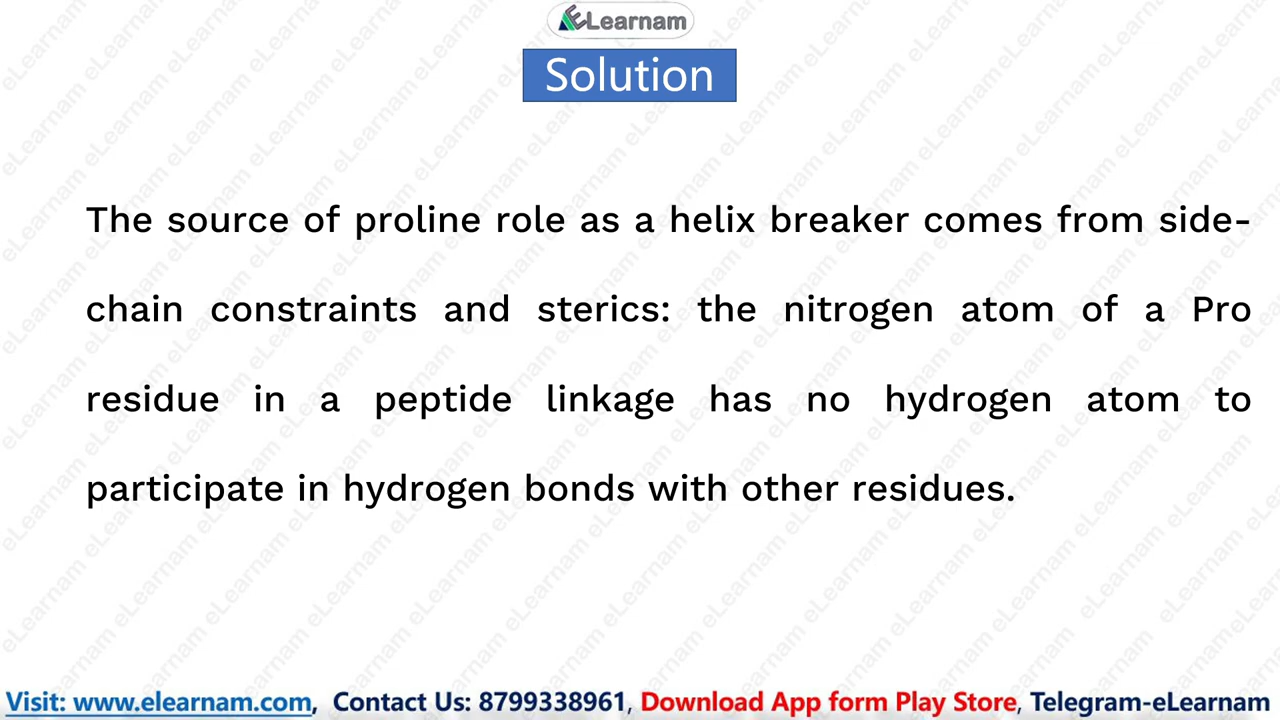 ELearnam
Solution
The source of proline role as a helix breaker comes from side-
chain constraints and sterics: the nitrogen atom of a Pro
residue in a peptide linkage has no hydrogen atom to
participate in hydrogen bonds with other residues.
Visit: www.elearnam.com, Contact Us: 8799338961, Download App form Play Store, Telegram-eLearnam